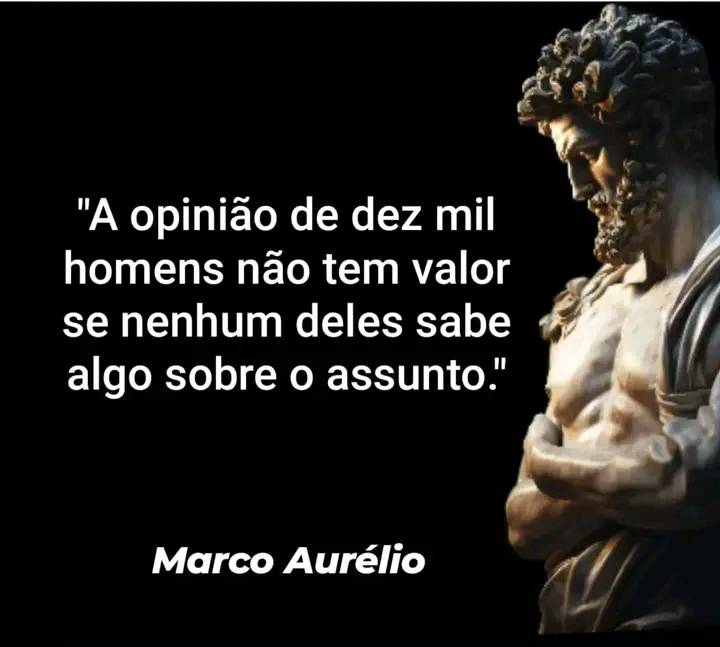 "A opinião de dez mil
homens não tem valor
se nenhum deles sabe
algo sobre o assunto."
Marco Aurélio